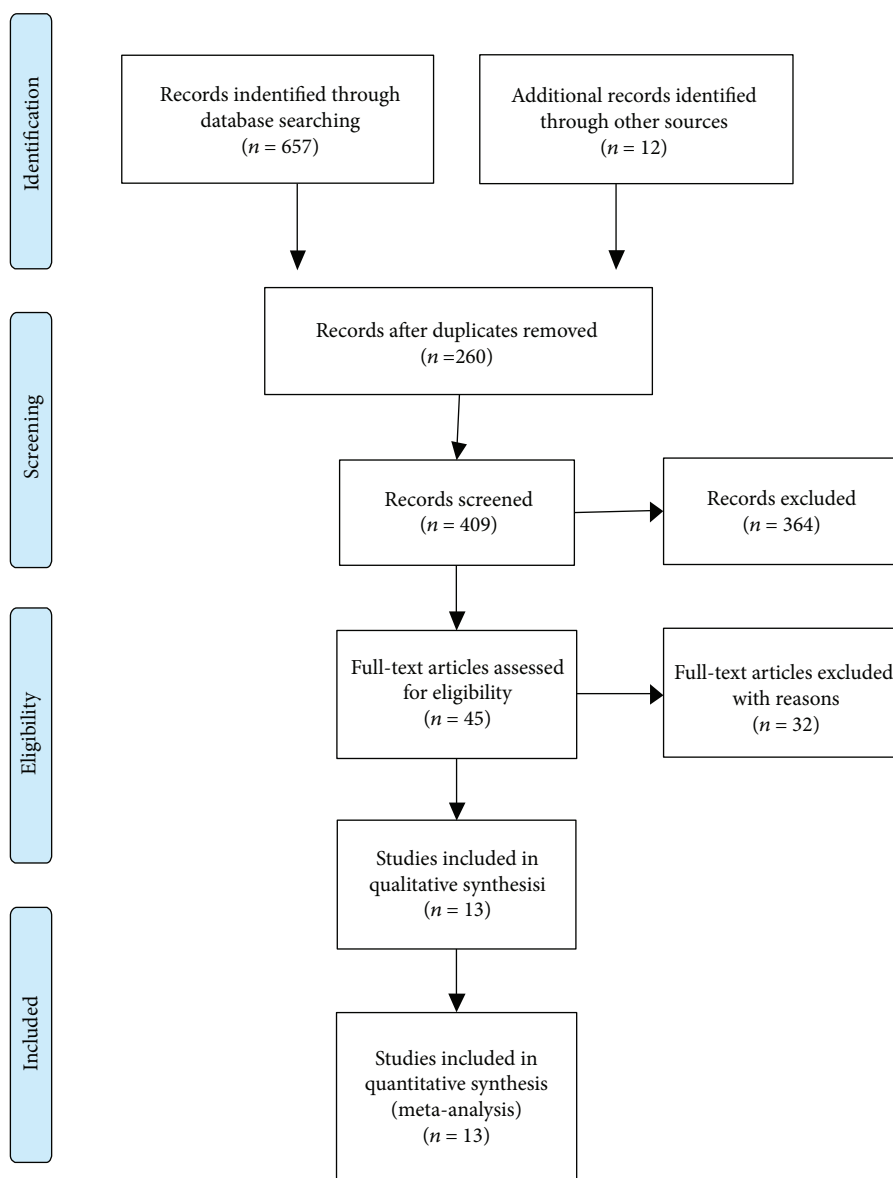 Identification
Records indentified through
database searching
(n = 657)
Additional records identified
through other sources
(n = 12)
Screening
Records after duplicates removed
(n =260)
Records screened
(n = 409)
Records excluded
(n = 364)
Eligibility
Full-text articles assessed
for eligibility
(n = 45)
Full-text articles excluded
with reasons
(n = 32)
Studies included in
qualitative synthesisi
(n = 13)
Included
Studies included in
quantitative synthesis
(meta-analysis)
(n = 13)